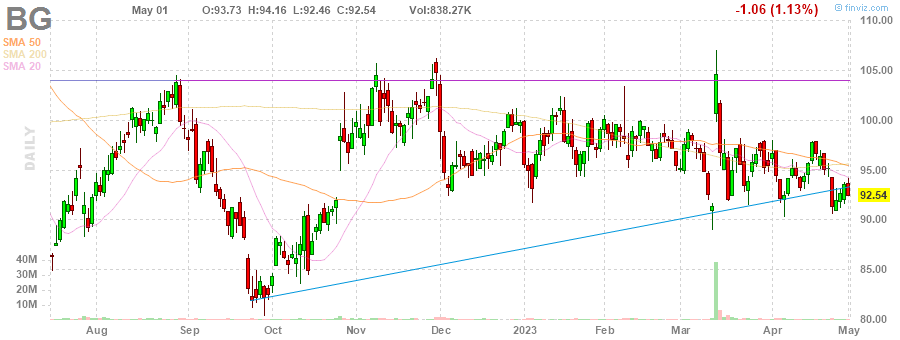 BG
May 01
O:93.73 H:94.16 L:92.46 C:92.54
Vol:838.27K
-1.06 (1.13%)
finviz.com
SMA 50
SMA 200
SMA 20
DAILY
110.00
105.00
100.00
95.00
92.54
90.00
85.00
80.00
40M
30M
20M
10M
Aug
Sep
Oct
Nov
Dec
2023
Feb
Mar
Apr
May